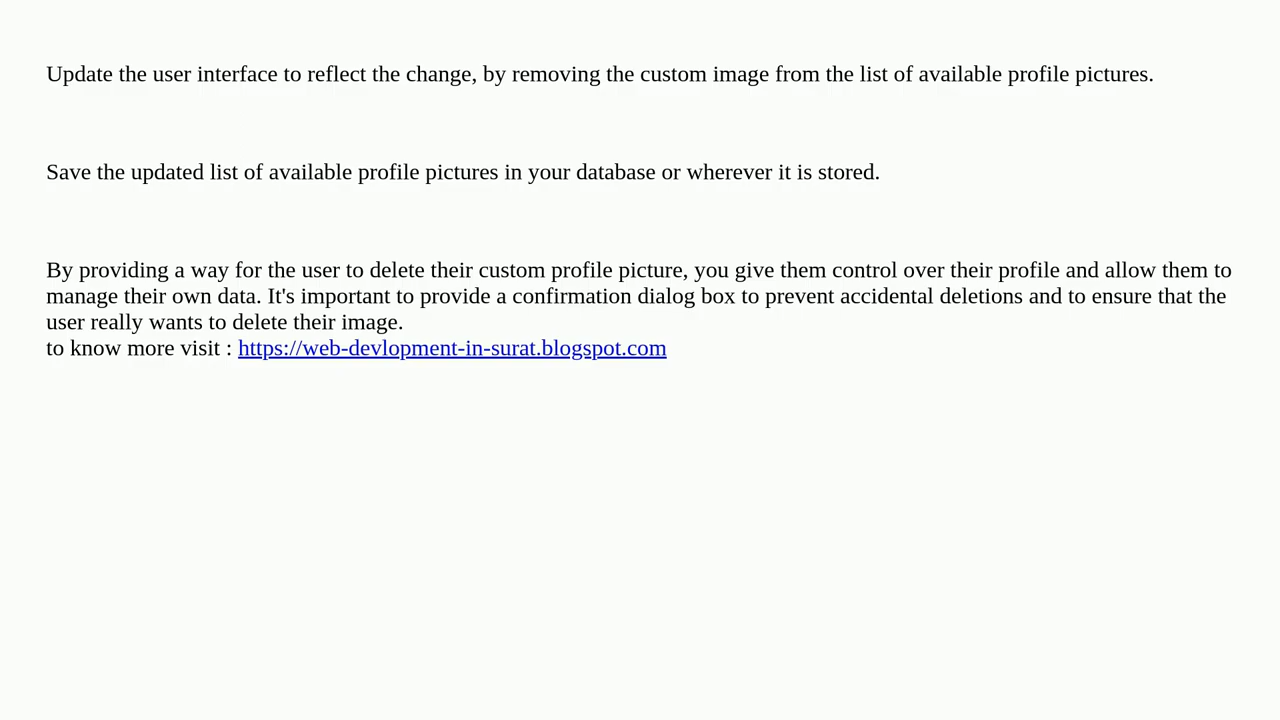 Update the user interface to reflect the change, by removing the custom image from the list of available profile pictures.
Save the updated list of available profile pictures in your database or wherever it is stored.
By providing a way for the user to delete their custom profile picture, you give them control over their profile and allow them to
manage their own data. It's important to provide a confirmation dialog box to prevent accidental deletions and to ensure that the
user really wants to delete their image.
to know more visit : https://web-devlopment-in-surat.blogspot.com